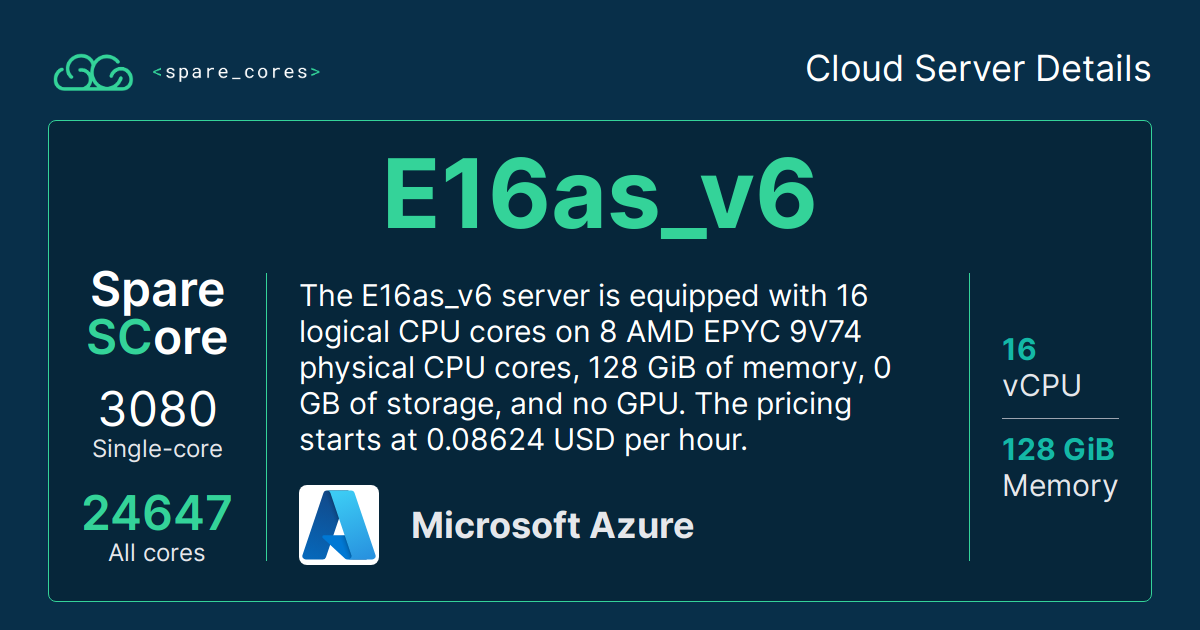 <spare_cores>
Cloud Server Details
E16as_v6
Spare
SCore
3080
Single-core
24647
All cores
The E16as_v6 server is equipped with 16
logical CPU cores on 8 AMD EPYC 9V74
physical CPU cores, 128 GiB of memory, 0
GB of storage, and no GPU. The pricing
starts at 0.08624 USD per hour.
Microsoft Azure
16
vCPU
128 GiB
Memory